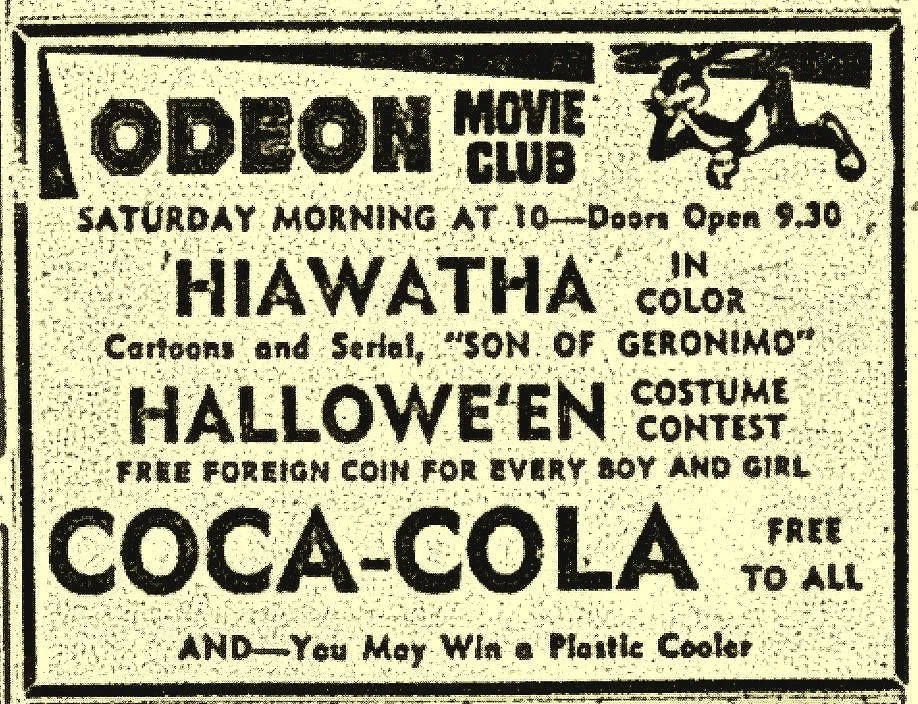 ODEON MOVIE CLUB
SATURDAY MORNING AT 10—Doors Open 9.30
'HIAWATHA IN COLOR
Cartoons and Serial, "SON OF GERONIMO"
HALLOWE'EN COSTUME CONTEST
FREE FOREIGN COIN FOR EVERY BOY AND GIRL
COCA-COLA FREE TO ALL
AND—You May Win a Plastic Cooler